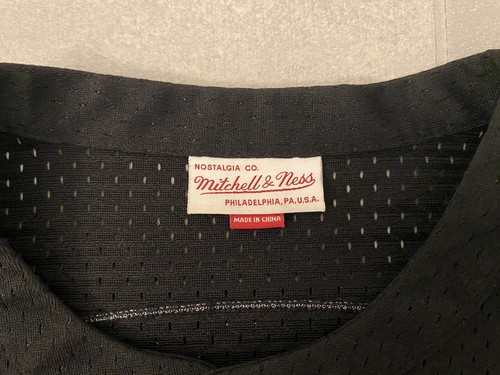 NOSTALGIA CO.
Mitchell & Ness
PHILADELPHIA, PA. U.S.A.
MADE IN CHINA